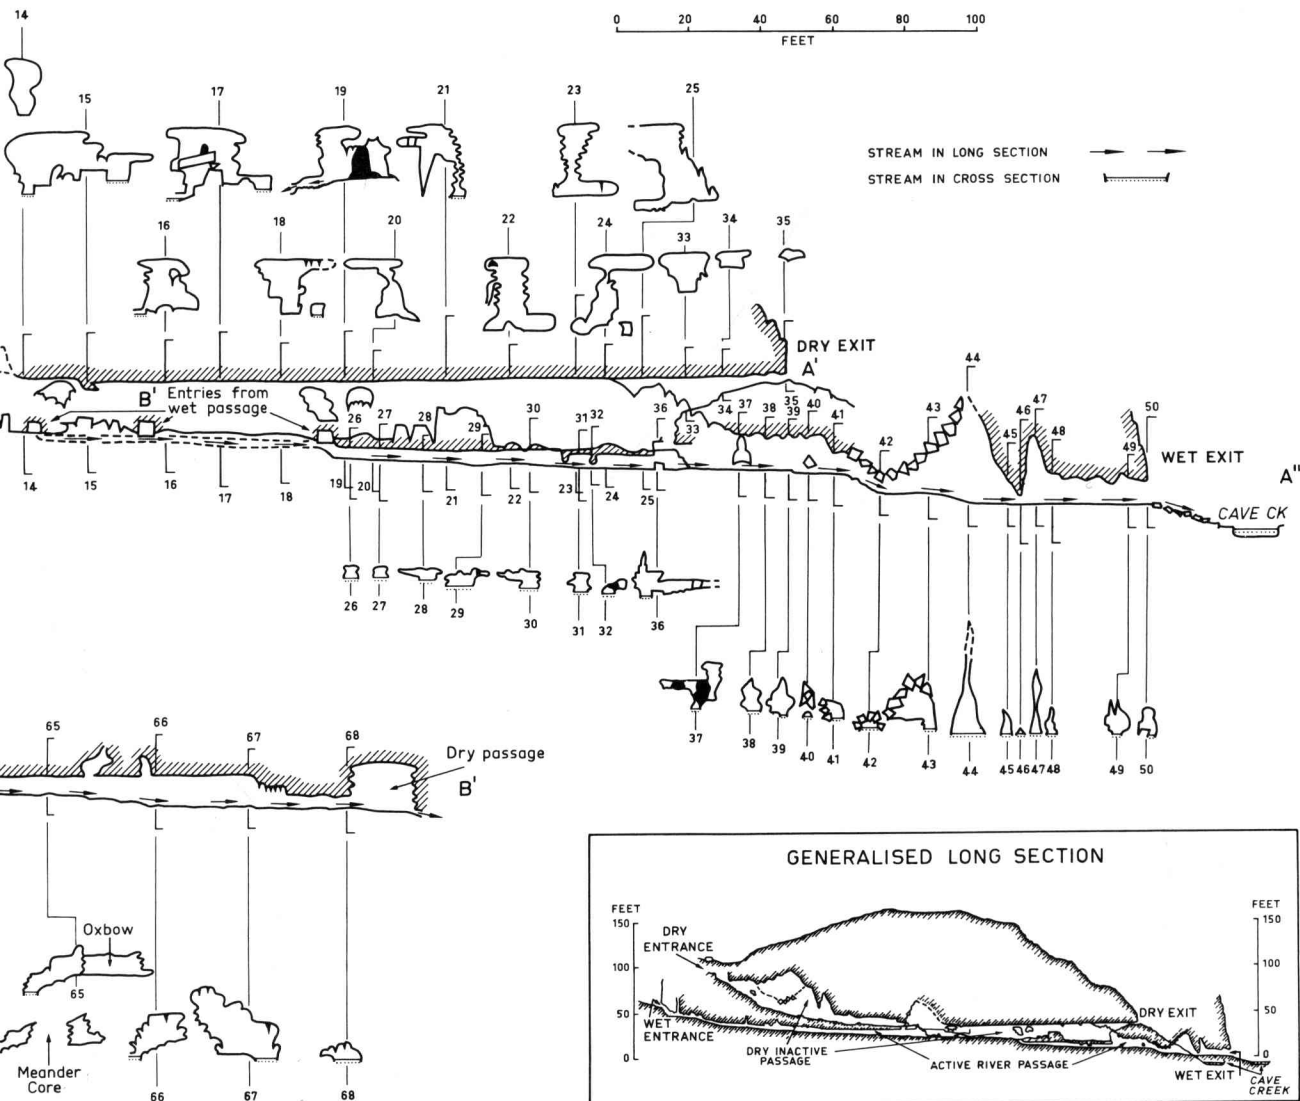 14
0 20 40 60 80 100
FEET
15 17 19 21 23 25
STREAM IN LONG SECTION
STREAM IN CROSS SECTION
16 18 20 22 24 33 34 35
DRY EXIT
A'
B' Entries from
wet passage
26 27 28 29 30 31 32 36 33 34 37 38 35 39 40 41 42 43 44 45 46 47 48 49 50
WET EXIT
A"
14 15 16 17 18 19 20 21 22 23 24 25
CAVE CK
26 27 28 29 30 31 32 36
37 38 39 40 41 42 43 44 45 46 47 48 49 50
65 66 67 68
Dry passage
B'
Oxbow
65
Meander
Core
66 67 68
GENERALISED LONG SECTION
FEET FEET
150 150
DRY
ENTRANCE
100 100
50 50
WET
ENTRANCE
DRY EXIT
DRY INACTIVE
PASSAGE
ACTIVE RIVER PASSAGE
0 0
WET EXIT
CAVE
CREEK